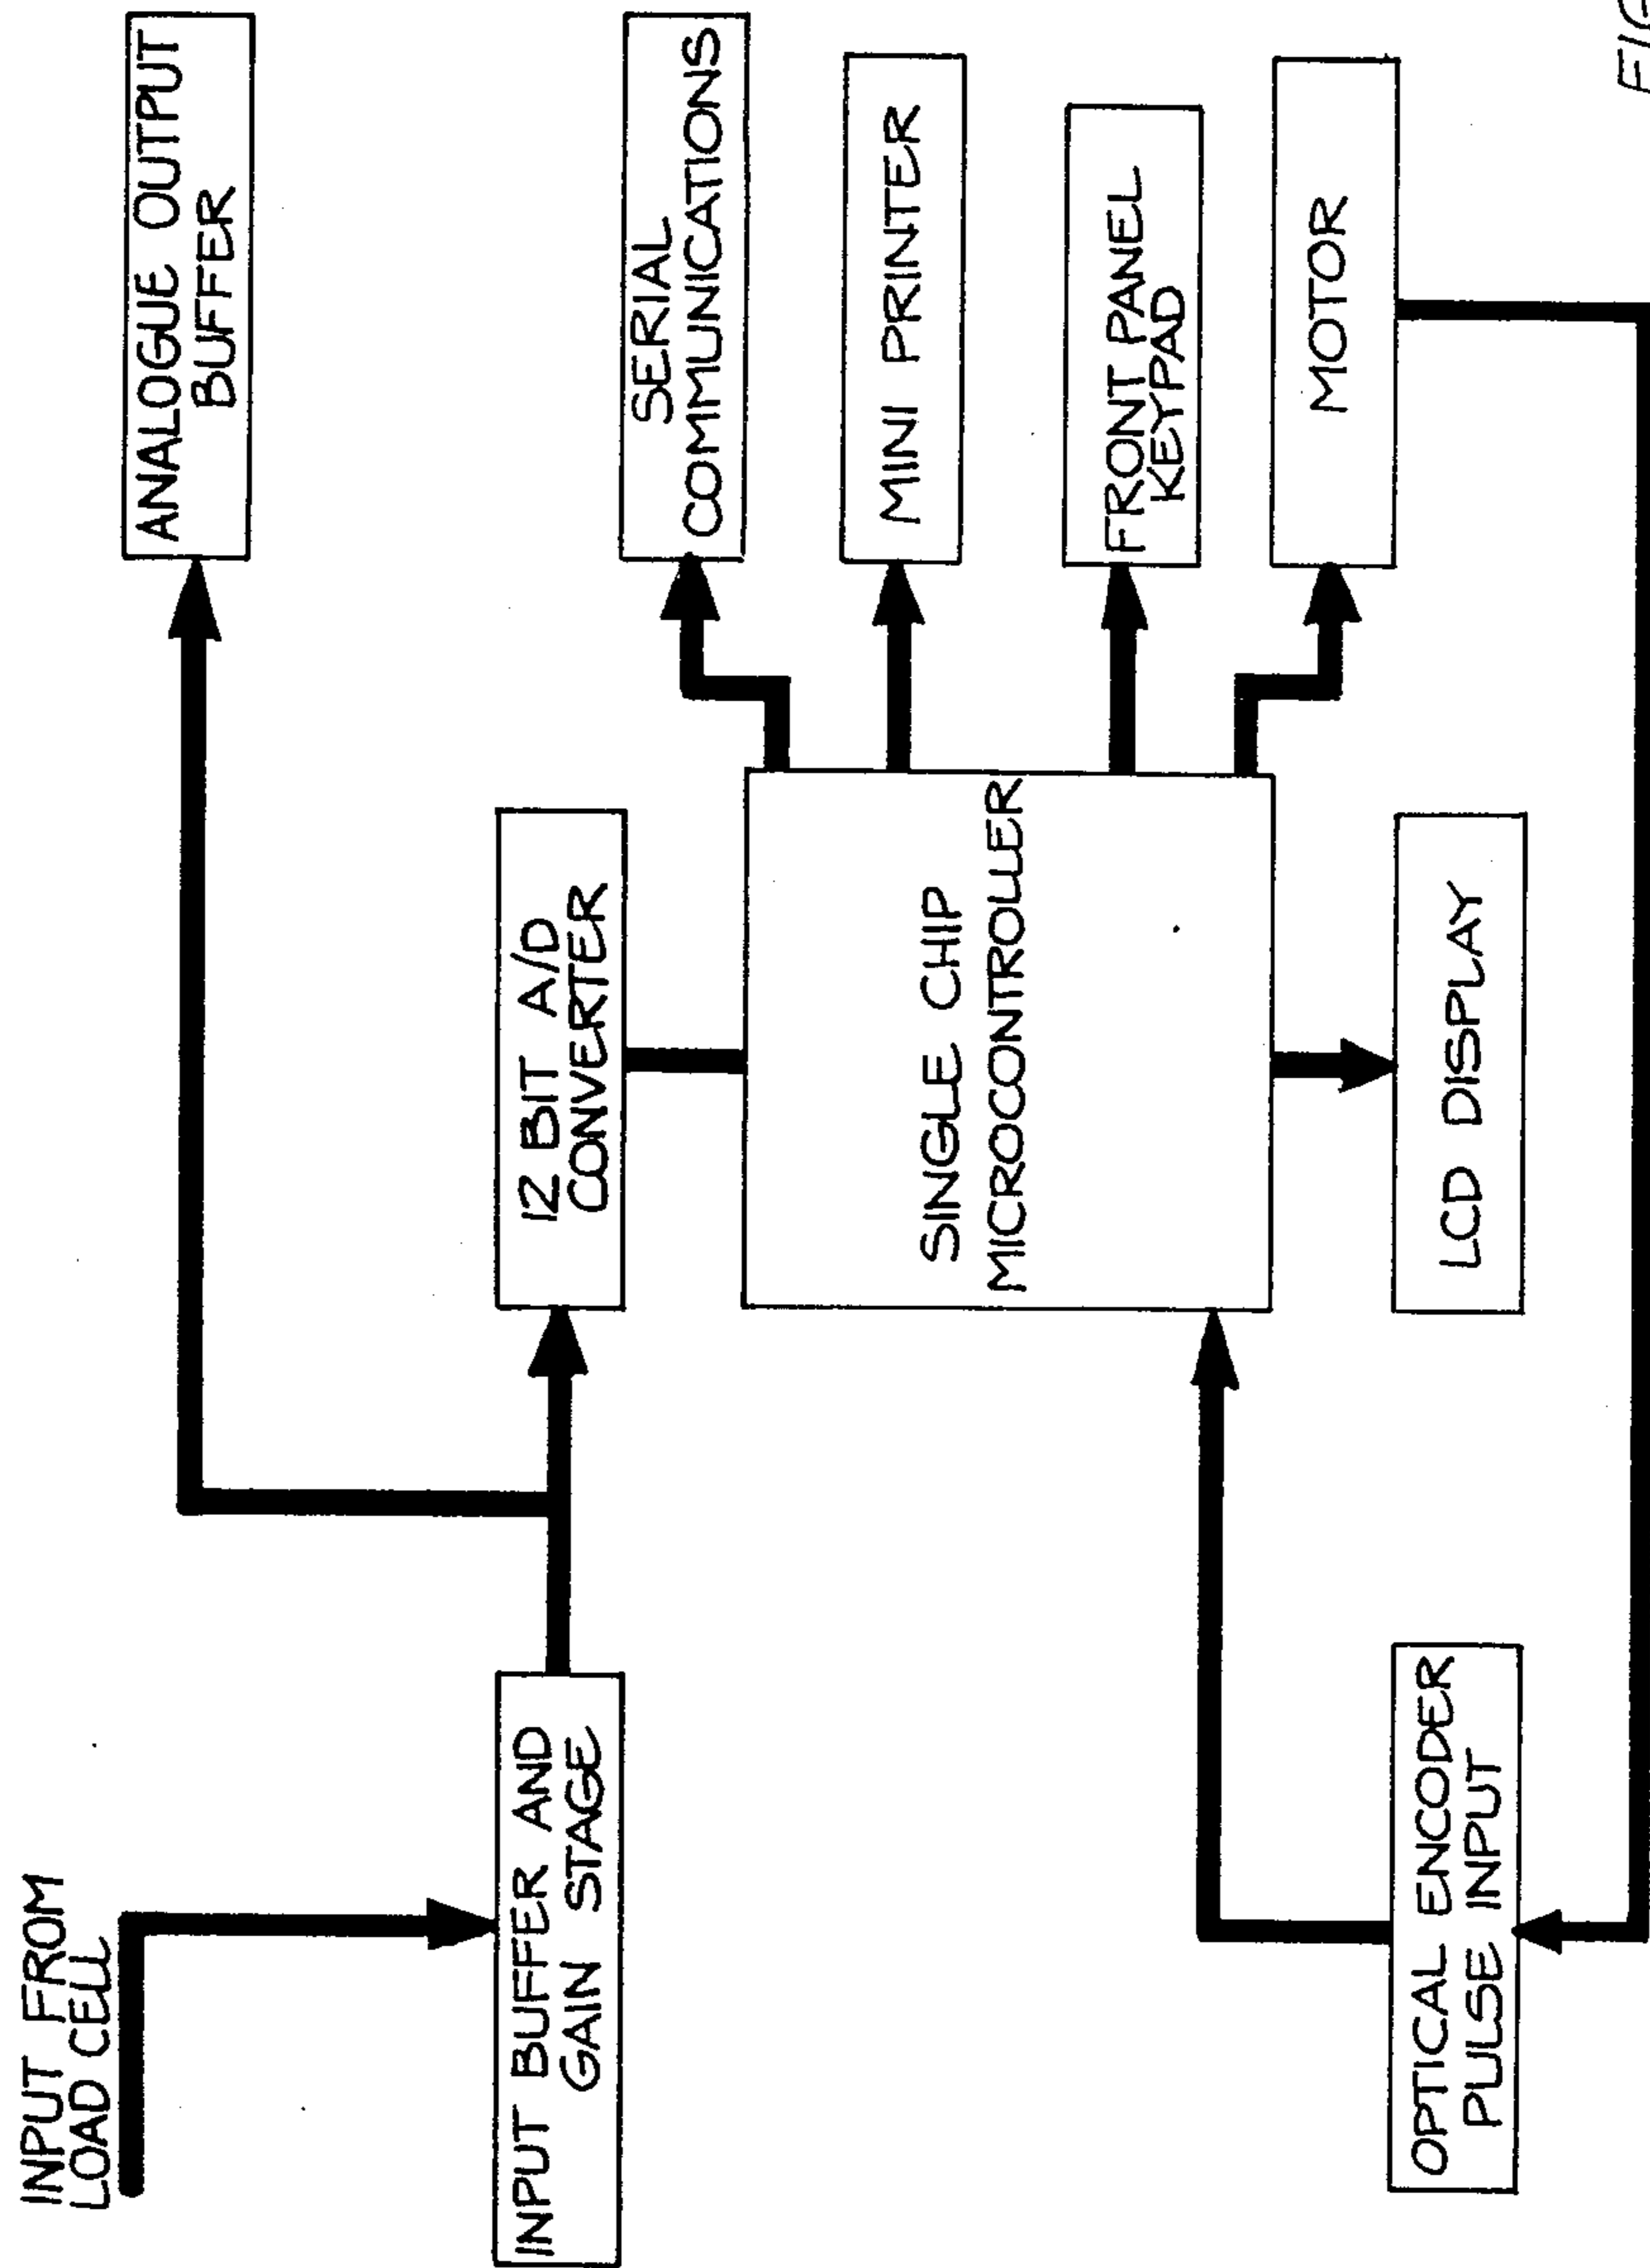 INPUT FROM
LOAD CELL
ANALOGUE OUTPUT
BUFFER
INPUT BUFFER AND
GAIN STAGE
12 BIT A/D
CONVERTER
SERIAL
COMMUNICATIONS
MINI PRINTER
SINGLE CHIP
MICROCONTROLLER
FRONT PANEL
KEYPAD
MOTOR
OPTICAL ENCODER
PULSE INPUT
LCD DISPLAY